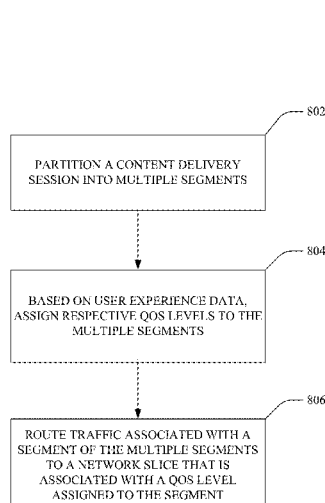 802
PARTITION A CONTENT DELIVERY
SESSION INTO MULTIPLE SEGMENTS
804
BASED ON USER EXPERIENCE DATA,
ASSIGN RESPECTIVE QOS LEVELS TO THE
MULTIPLE SEGMENTS
806
ROUTE TRAFFIC ASSOCIATED WITH A
SEGMENT OF THE MULTIPLE SEGMENTS
TO A NETWORK SLICE THAT IS
ASSOCIATED WITH A QOS LEVEL
ASSIGNED TO THE SEGMENT